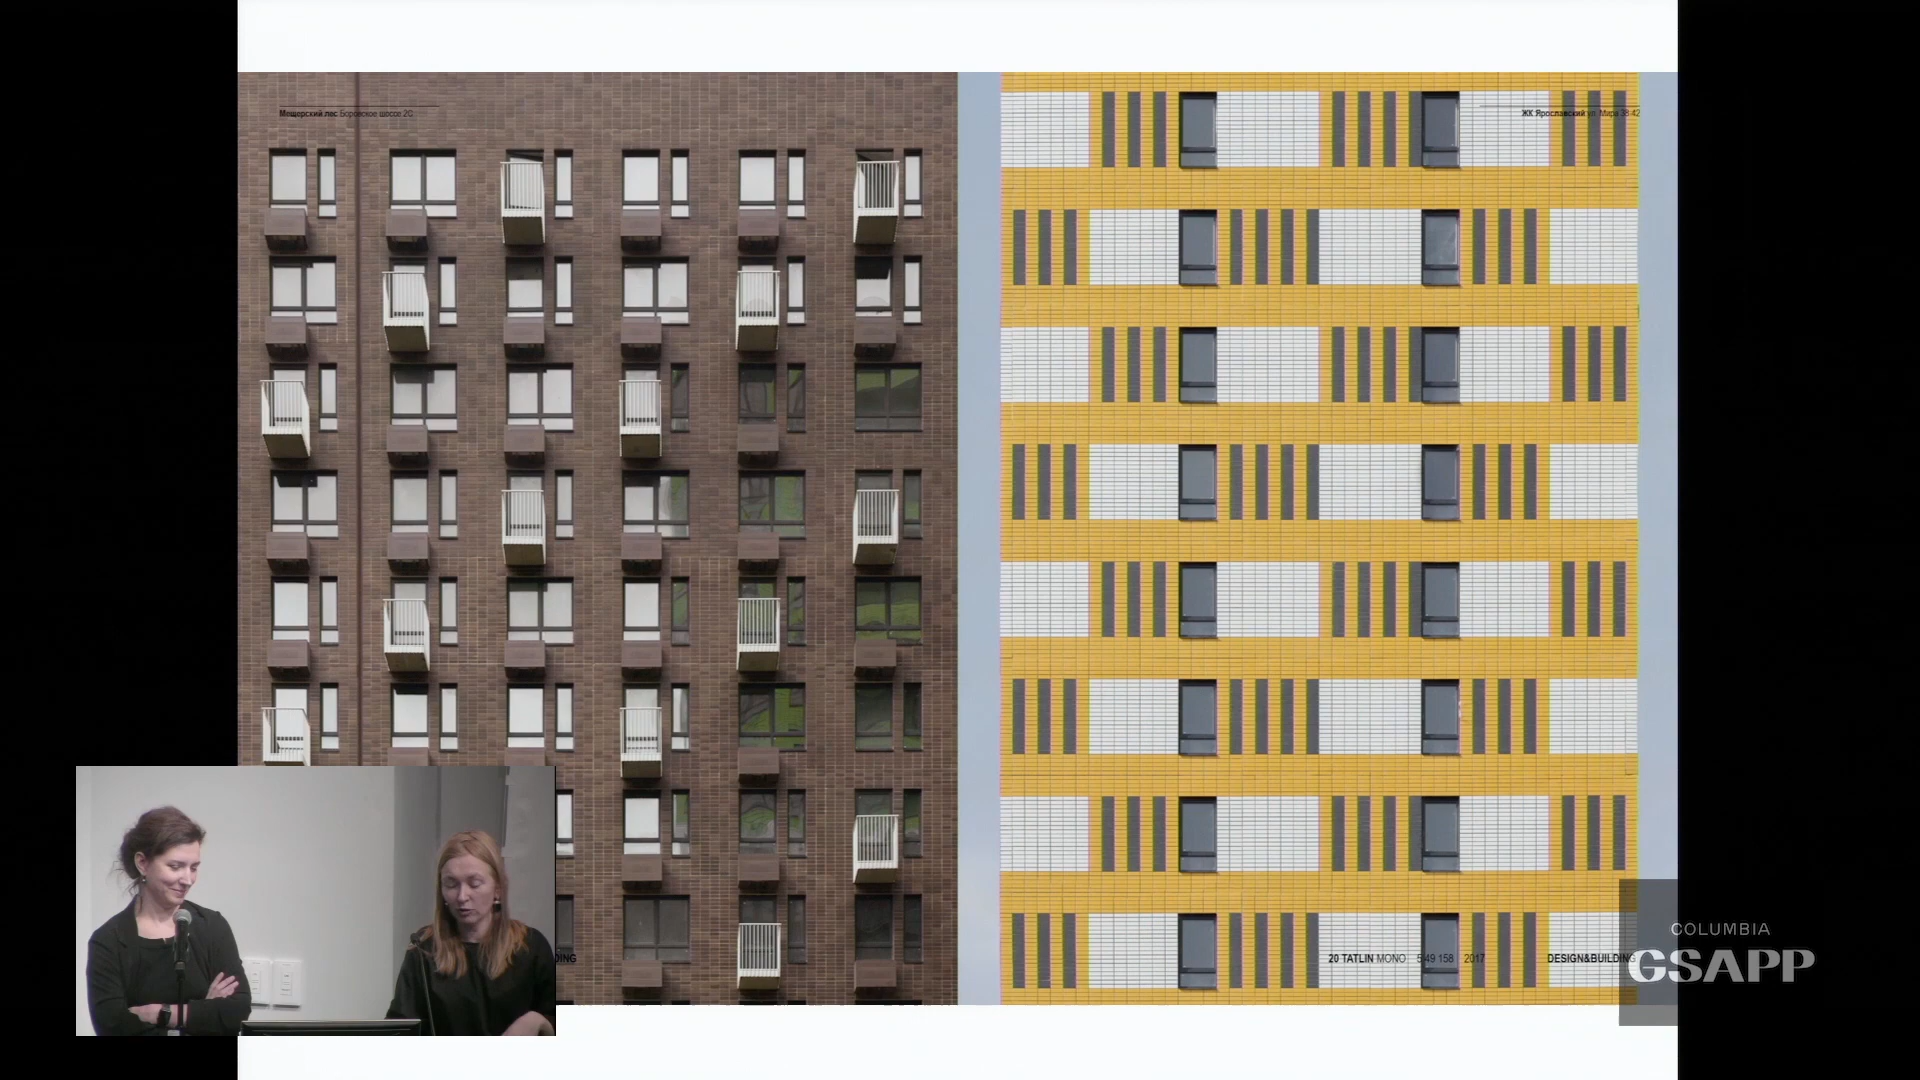 Мещерский лес Боровское шоссе 2С
ЖК Ярославский ул. Мира 38-42
DING
20 TATLIN MONO 5|49|158 2017 DESIGN&BUILDING
COLUMBIA
GSAPP